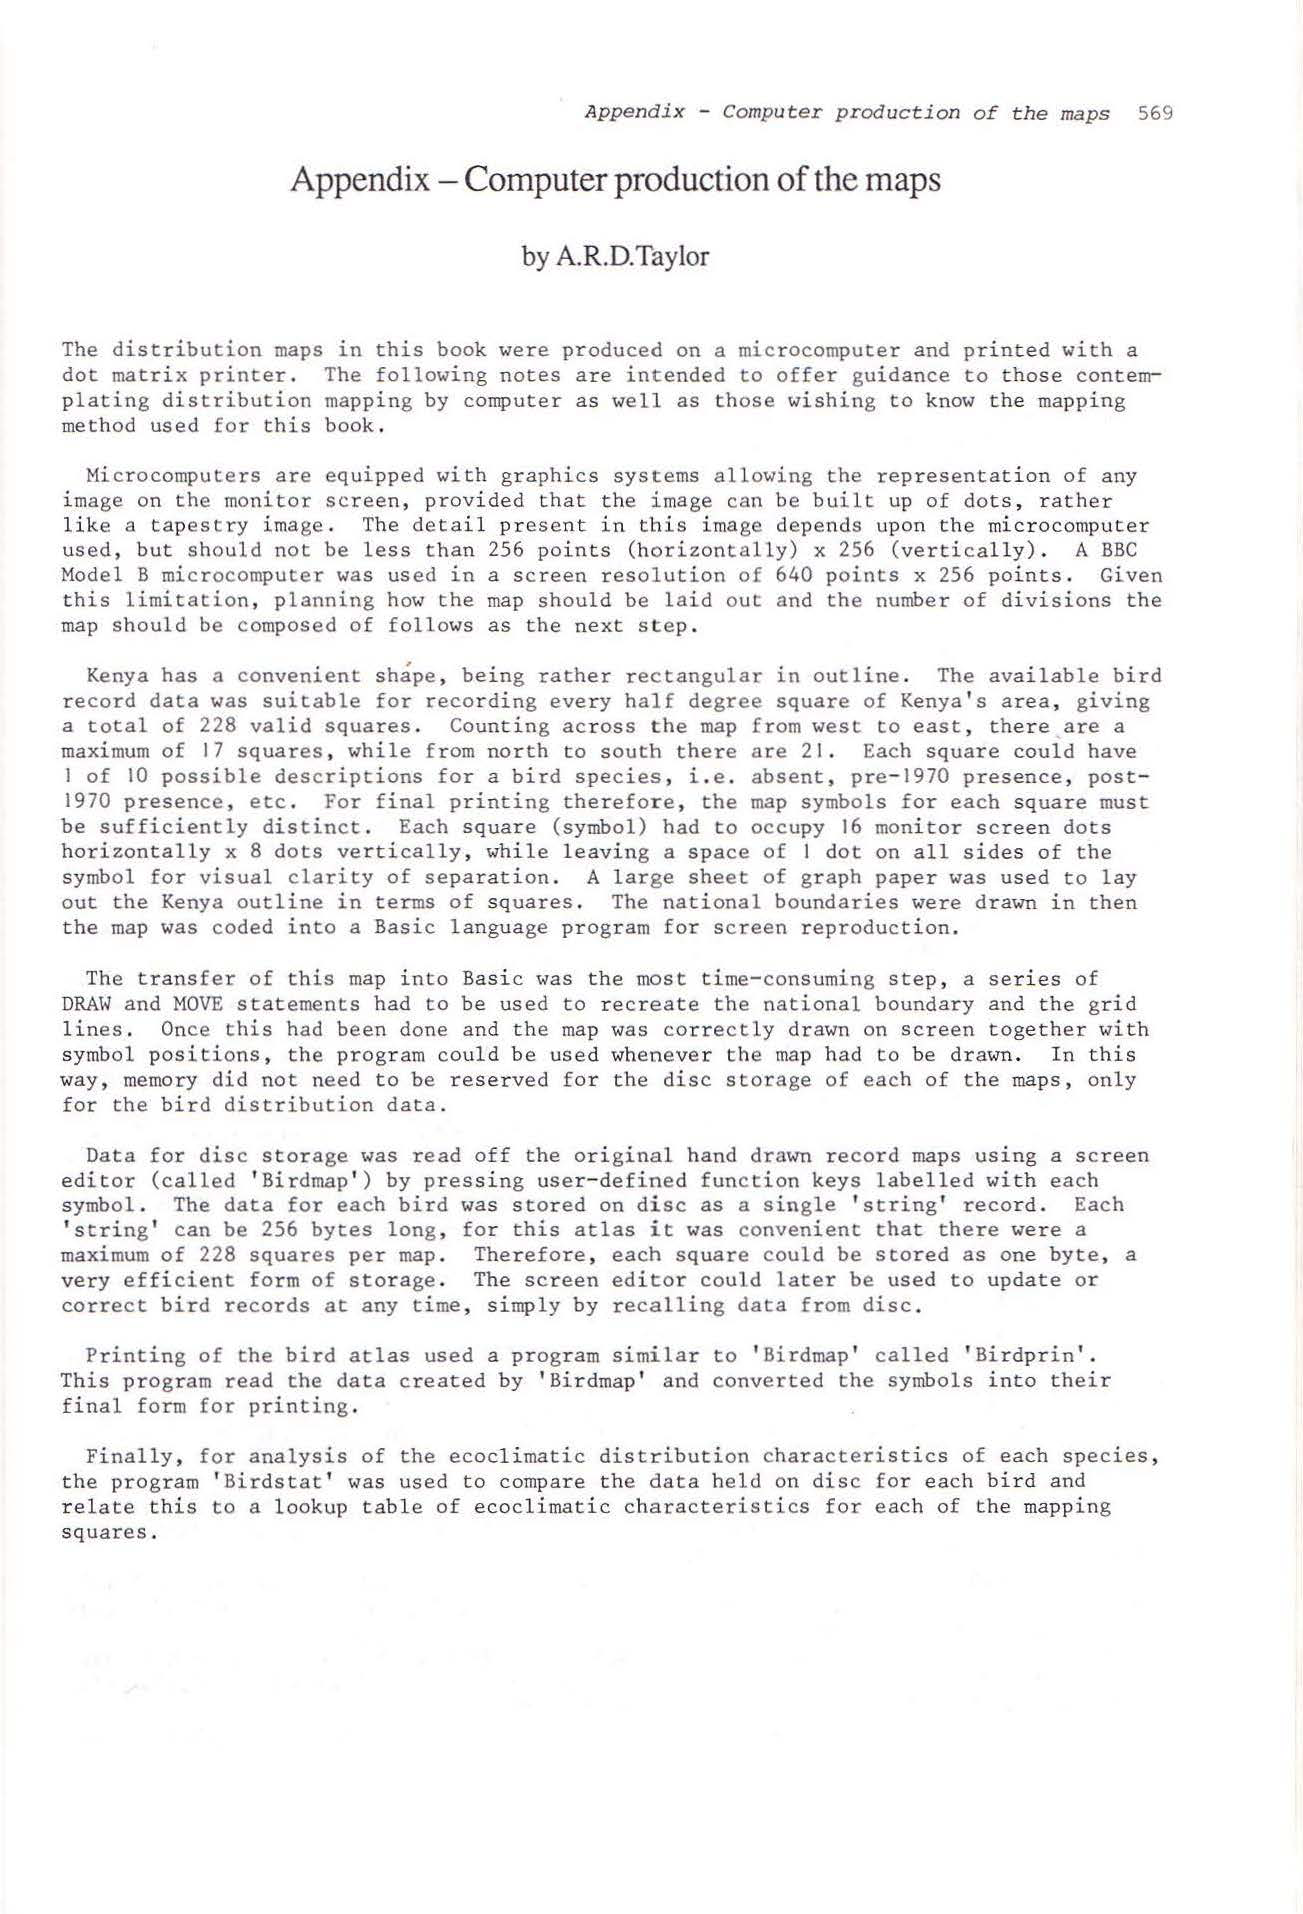 Appendix - Computer production of the maps 569
Appendix – Computer production of the maps
by A.R.D.Taylor
The distribution maps in this book were produced on a microcomputer and printed with a
dot matrix printer. The following notes are intended to offer guidance to those contem-
plating distribution mapping by computer as well as those wishing to know the mapping
method used for this book.
Microcomputers are equipped with graphics systems allowing the representation of any
image on the monitor screen, provided that the image can be built up of dots, rather
like a tapestry image. The detail present in this image depends upon the microcomputer
used, but should not be less than 256 points (horizontally) x 256 (vertically). A BBC
Model B microcomputer was used in a screen resolution of 640 points x 256 points. Given
this limitation, planning how the map should be laid out and the number of divisions the
map should be composed of follows as the next step.
Kenya has a convenient shape, being rather rectangular in outline. The available bird
record data was suitable for recording every half degree square of Kenya's area, giving
a total of 228 valid squares. Counting across the map from west to east, there are a
maximum of 17 squares, while from north to south there are 21. Each square could have
1 of 10 possible descriptions for a bird species, i.e. absent, pre-1970 presence, post-
1970 presence, etc. For final printing therefore, the map symbols for each square must
be sufficiently distinct. Each square (symbol) had to occupy 16 monitor screen dots
horizontally x 8 dots vertically, while leaving a space of 1 dot on all sides of the
symbol for visual clarity of separation. A large sheet of graph paper was used to lay
out the Kenya outline in terms of squares. The national boundaries were drawn in then
the map was coded into a Basic language program for screen reproduction.
The transfer of this map into Basic was the most time-consuming step, a series of
DRAW and MOVE statements had to be used to recreate the national boundary and the grid
lines. Once this had been done and the map was correctly drawn on screen together with
symbol positions, the program could be used whenever the map had to be drawn. In this
way, memory did not need to be reserved for the disc storage of each of the maps, only
for the bird distribution data.
Data for disc storage was read off the original hand drawn record maps using a screen
editor (called 'Birdmap') by pressing user-defined function keys labelled with each
symbol. The data for each bird was stored on disc as a single 'string' record. Each
'string' can be 256 bytes long, for this atlas it was convenient that there were a
maximum of 228 squares per map. Therefore, each square could be stored as one byte, a
very efficient form of storage. The screen editor could later be used to update or
correct bird records at any time, simply by recalling data from disc.
Printing of the bird atlas used a program similar to 'Birdmap' called 'Birdprin'.
This program read the data created by 'Birdmap' and converted the symbols into their
final form for printing.
Finally, for analysis of the ecoclimatic distribution characteristics of each species,
the program 'Birdstat' was used to compare the data held on disc for each bird and
relate this to a lookup table of ecoclimatic characteristics for each of the mapping
squares.